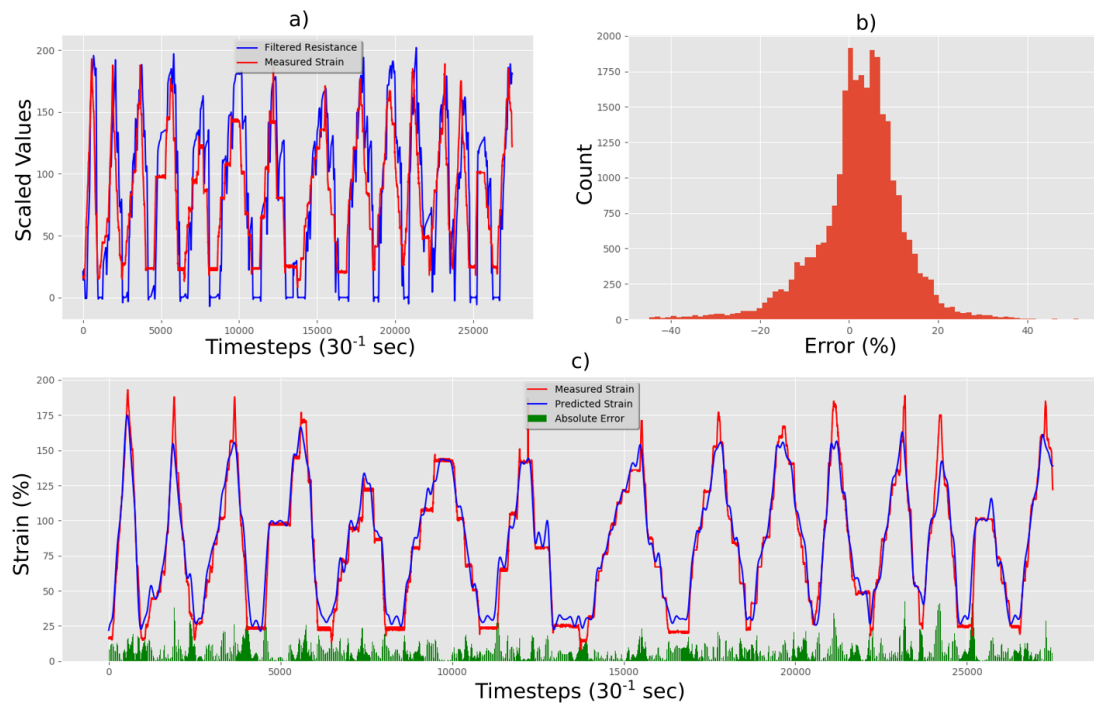 a)
Filtered Resistance
Measured Strain
200
150
100
50
0
Scaled Values
0 5000 10000 15000 20000 25000
Timesteps (30⁻¹ sec)
b)
2000
1750
1500
1250
1000
750
500
250
0
Count
−40 −20 0 20 40
Error (%)
c)
Measured Strain
Predicted Strain
Absolute Error
200
175
150
125
100
75
50
25
0
Strain (%)
0 5000 10000 15000 20000 25000
Timesteps (30⁻¹ sec)